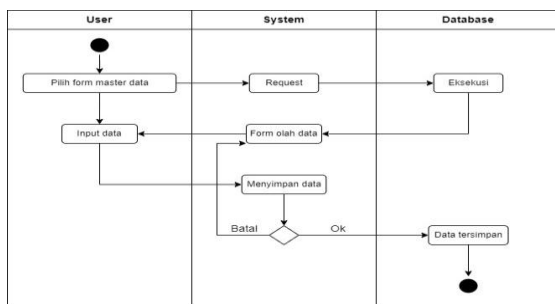 User
System
Database
Pilih form master data
Request
Eksekusi
Input data
Form olah data
Menyimpan data
Batal
Ok
Data tersimpan